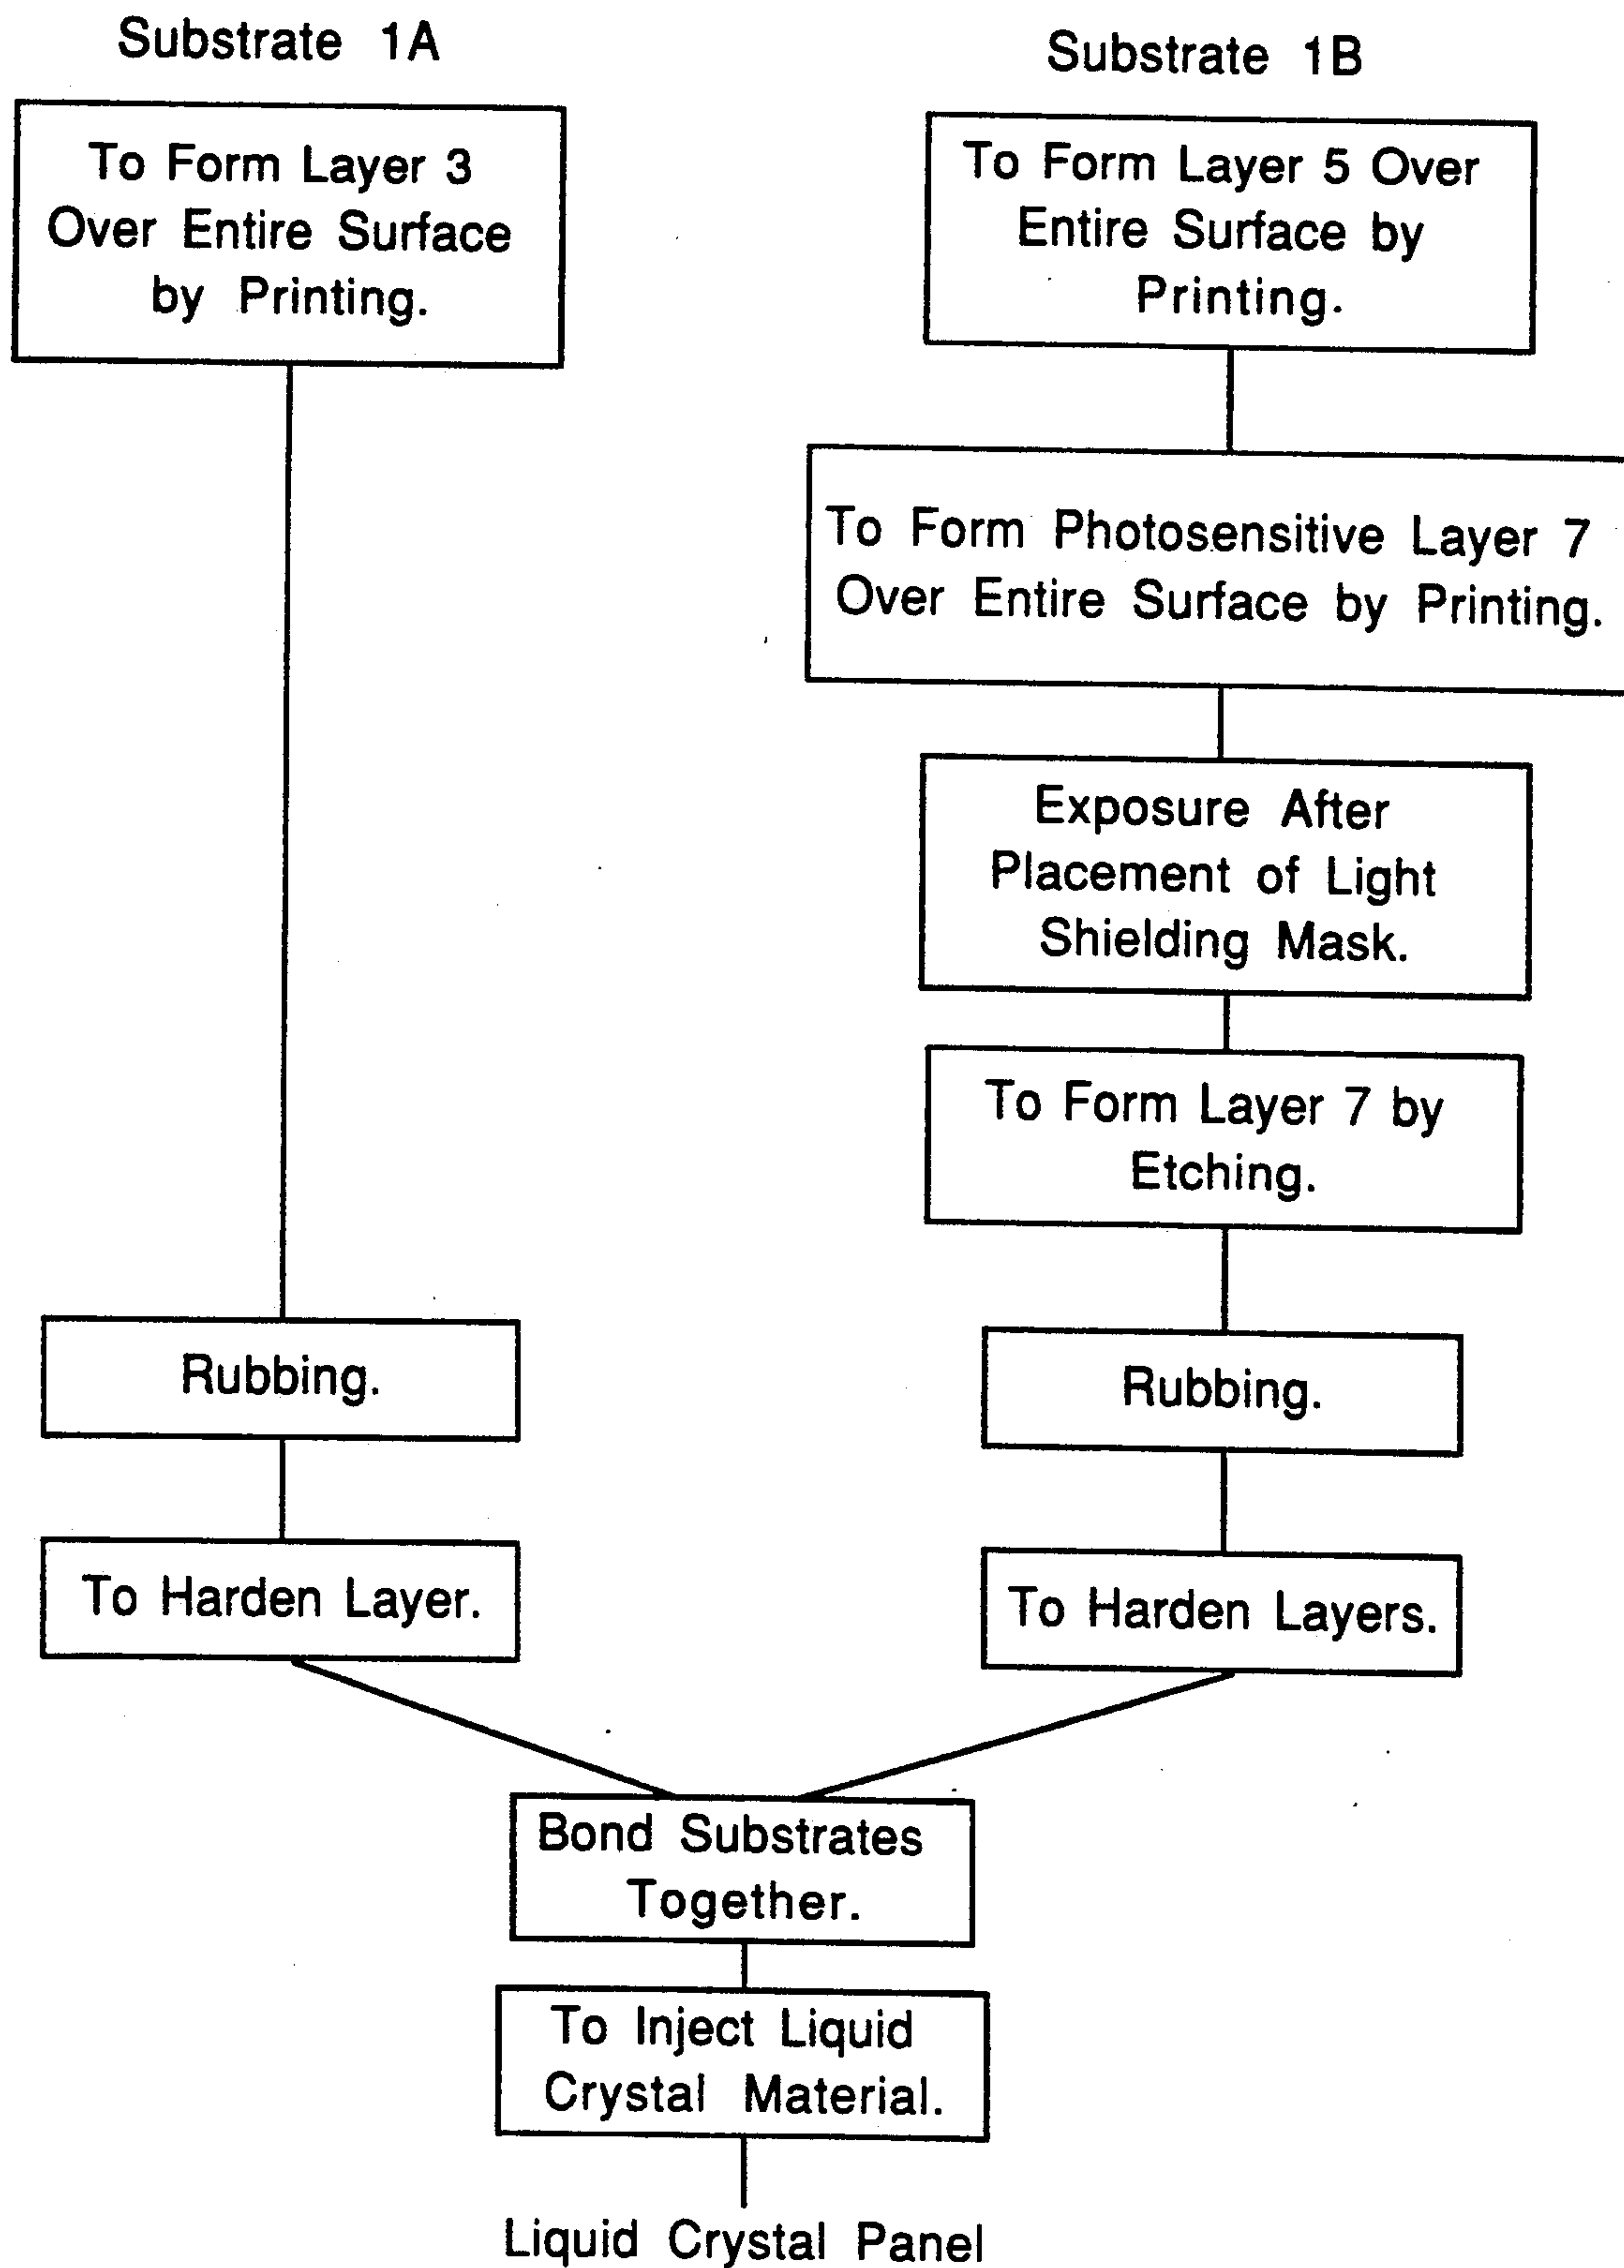 Substrate 1A
To Form Layer 3
Over Entire Surface
by Printing.
Rubbing.
To Harden Layer.
Substrate 1B
To Form Layer 5 Over
Entire Surface by
Printing.
To Form Photosensitive Layer 7
Over Entire Surface by Printing.
Exposure After
Placement of Light
Shielding Mask.
To Form Layer 7 by
Etching.
Rubbing.
To Harden Layers.
Bond Substrates
Together.
To Inject Liquid
Crystal Material.
Liquid Crystal Panel